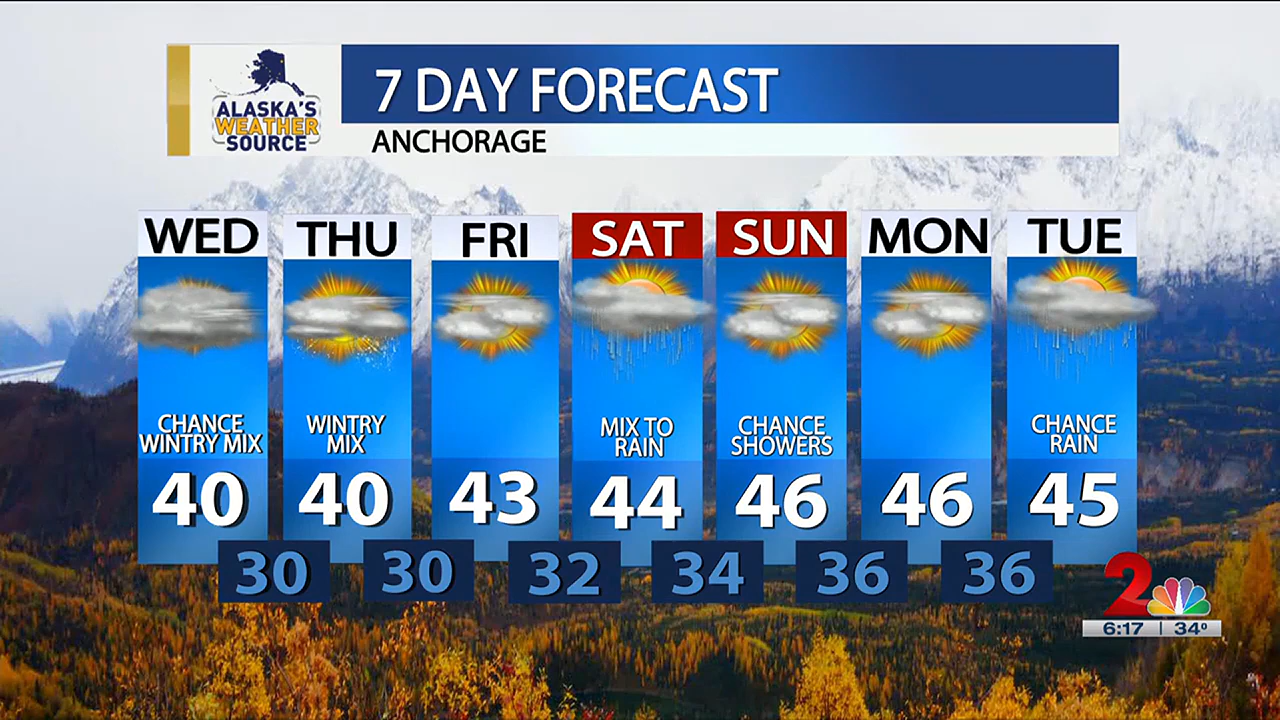 ALASKA'S
WEATHER
SOURCE
7 DAY FORECAST
ANCHORAGE
WED
THU
FRI
SAT
SUN
MON
TUE
CHANCE
WINTRY MIX
WINTRY
MIX
MIX TO
RAIN
CHANCE
SHOWERS
CHANCE
RAIN
40
40
43
44
46
46
45
30
30
32
34
36
36
2
6:17 | 34º